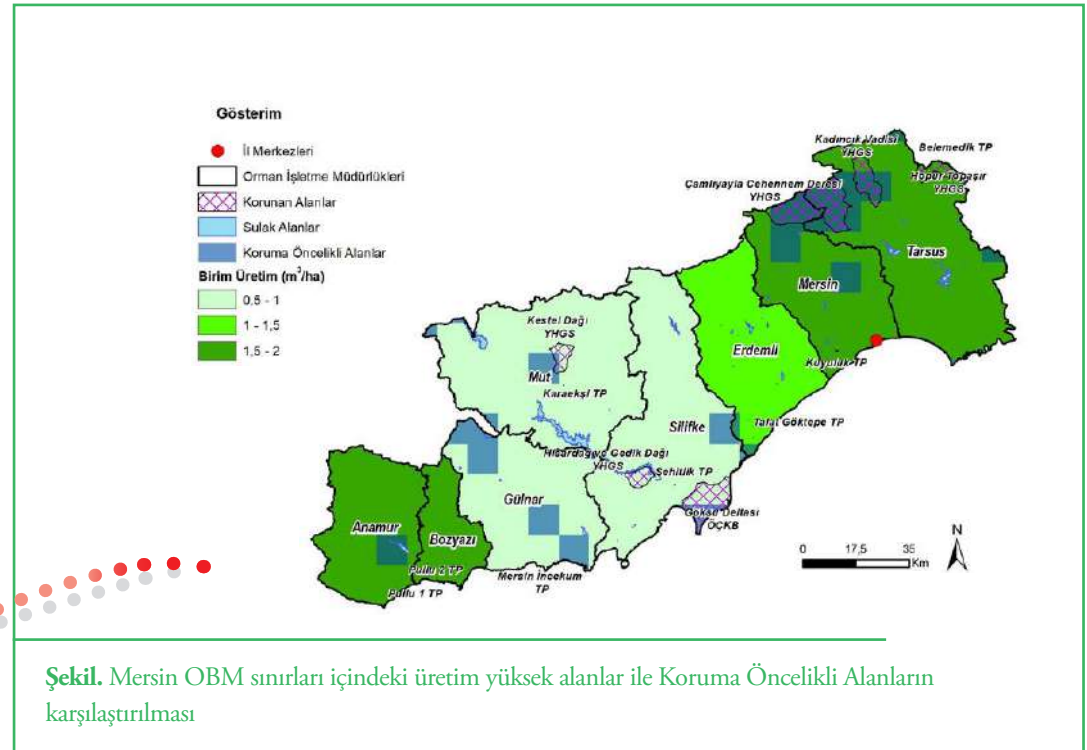 Gösterim
İl Merkezleri
Orman İşletme Müdürlükleri
Korunan Alanlar
Sulak Alanlar
Koruma Öncelikli Alanlar
Birim Üretim (m³/ha)
0,5 - 1
1 - 1,5
1,5 - 2
Kadıncık Vadisi
YHGS
Belemedik TP
Hopur Topaşır
YHGS
Çamlıyayla Cehennem Deresi
YHGS
Tarsus
Mersin
Kestel Dağı
YHGS
Erdemli
Kuyuluk TP
Mut
Karaekşi TP
Silifke
Talat Göktepe TP
Hisardağ ve Gedik Dağı
YHGS
Şehitlik TP
Gülnar
Göksu Deltası
ÖÇKB
Anamur
Bozyazı
N
Pullu 2 TP
Mersin İncekum
TP
Pullu 1 TP
0 17,5 35
Km
Şekil. Mersin OBM sınırları içindeki üretim yüksek alanlar ile Koruma Öncelikli Alanların
karşılaştırılması